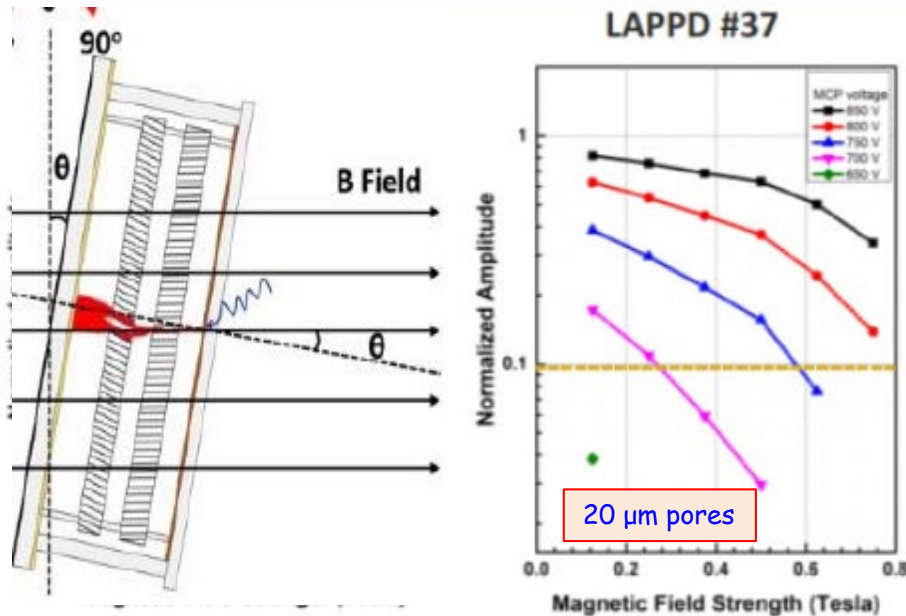 LAPPD #37
90°
θ
B Field
θ
MCP voltage
850 V
800 V
750 V
700 V
650 V
Normalized Amplitude
1
0.1
20 μm pores
0.0
0.2
0.4
0.6
0.8
Magnetic Field Strength (Tesla)